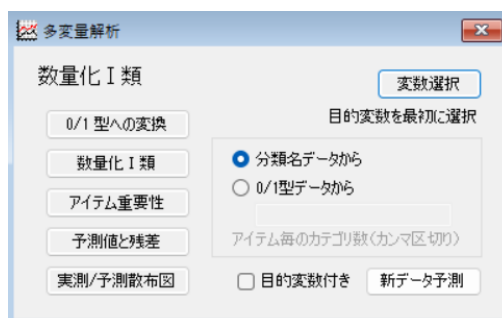 多変量解析
数量化Ⅰ類
変数選択
0/1 型への変換
目的変数を最初に選択
数量化Ⅰ類
分類名データから
0/1型データから
アイテム重要性
予測値と残差
アイテム毎のカテゴリ数(カンマ区切り)
実測/予測散布図
目的変数付き
新データ予測